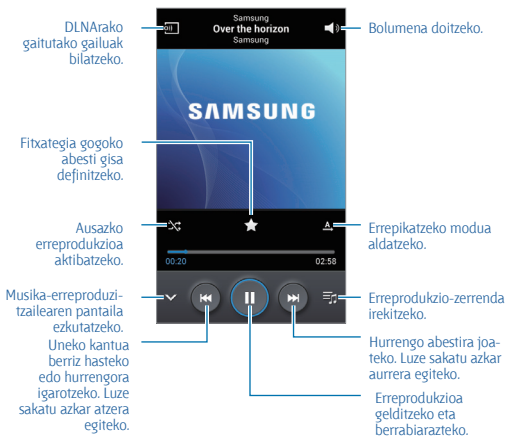 DLNArako
gaitutako gailuak
bilatzeko.
Samsung
Over the horizon
Samsung
Bolumena doitzeko.
SAMSUNG
Fitxategia gogoko
abesti gisa
definitzeko.
Ausazko
erreprodukzioa
aktibatzeko.
A
Errepikatzeko modua
aldatzeko.
00:20
02:58
Musika-erreproduzi-
tzailearen pantaila
ezkutatzeko.
Erreprodukzio-zerrenda
irekitzeko.
Uneko kantua
berriz hasteko
edo hurrengora
igarotzeko. Luze
sakatu azkar atzera
egiteko.
Hurrengo abestira joa-
teko. Luze sakatu azkar
aurrera egiteko.
Erreprodukzioa
gelditzeko eta
berrabiarazteko.